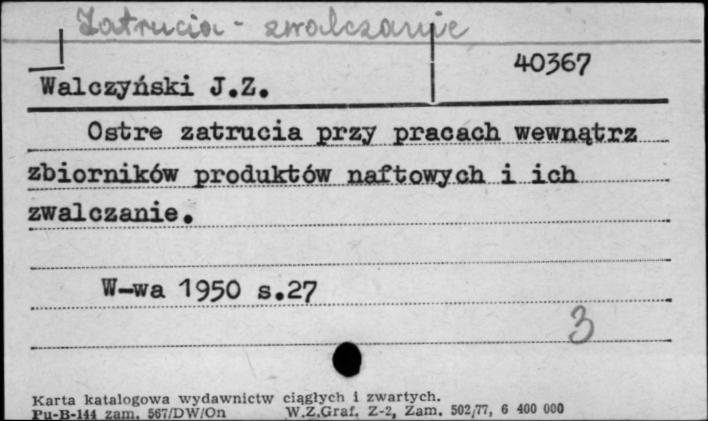 Zatrucia - zwalczanie
40367
Walczyński J.Z.
Ostre zatrucia przy pracach wewnątrz
zbiorników produktów naftowych i ich
zwalczanie.
W-wa 1950 s.27
3
Karta katalogowa wydawnictw ciągłych i zwartych.
Pu-B-144 zam. 567/DW/On W.Z.Graf. Z-2, Zam. 502/77, 6 400 000